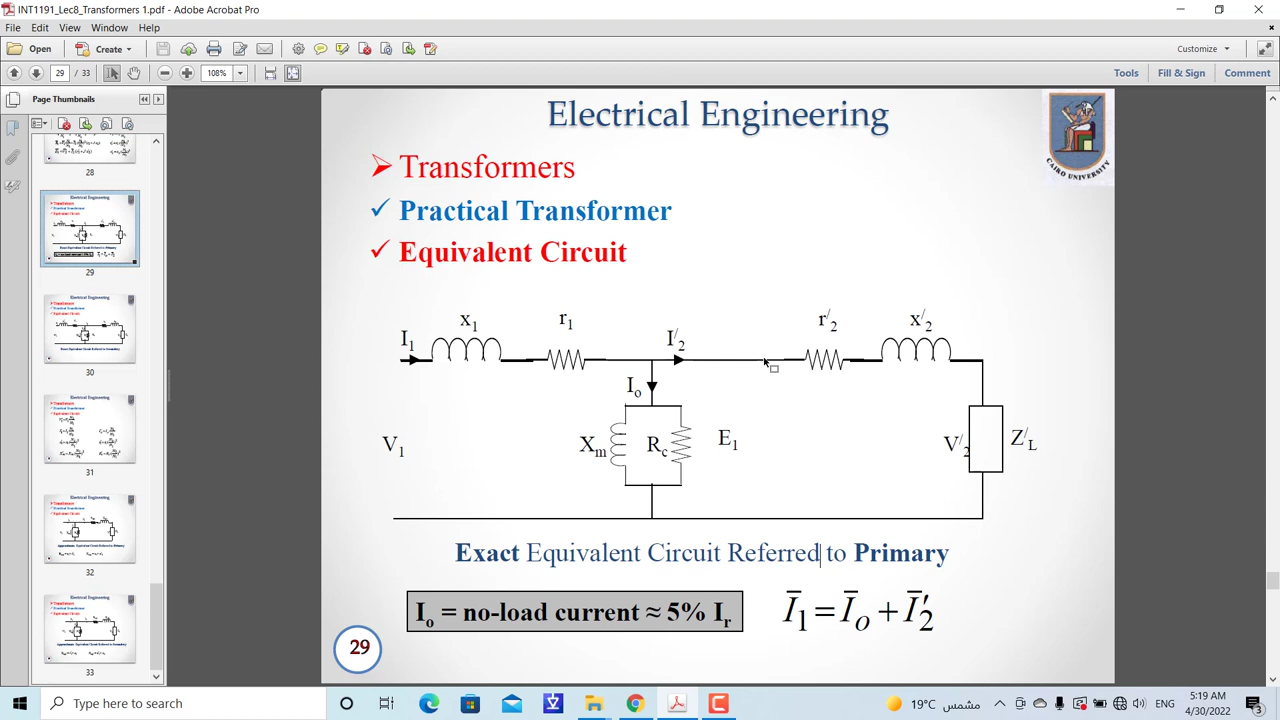 INT1191_Lec8_Transformers 1.pdf - Adobe Acrobat Pro
File Edit View Window Help
Open Create Customize
29 / 33 108% Tools Fill & Sign Comment
Page Thumbnails
28
29
30
31
32
33
Electrical Engineering
CAIRO UNIVERSITY
Transformers
Practical Transformer
Equivalent Circuit
x1 r1 I/2 r/2 x/2
I1
Io
V1 Xm Rc E1 V/2 Z/L
Exact Equivalent Circuit Referred to Primary
Io = no-load current ≈ 5% Ir Ī1 = Īo + Ī′2
29
Type here to search
19°C مشمس ENG
5:19 AM
4/30/2022
3